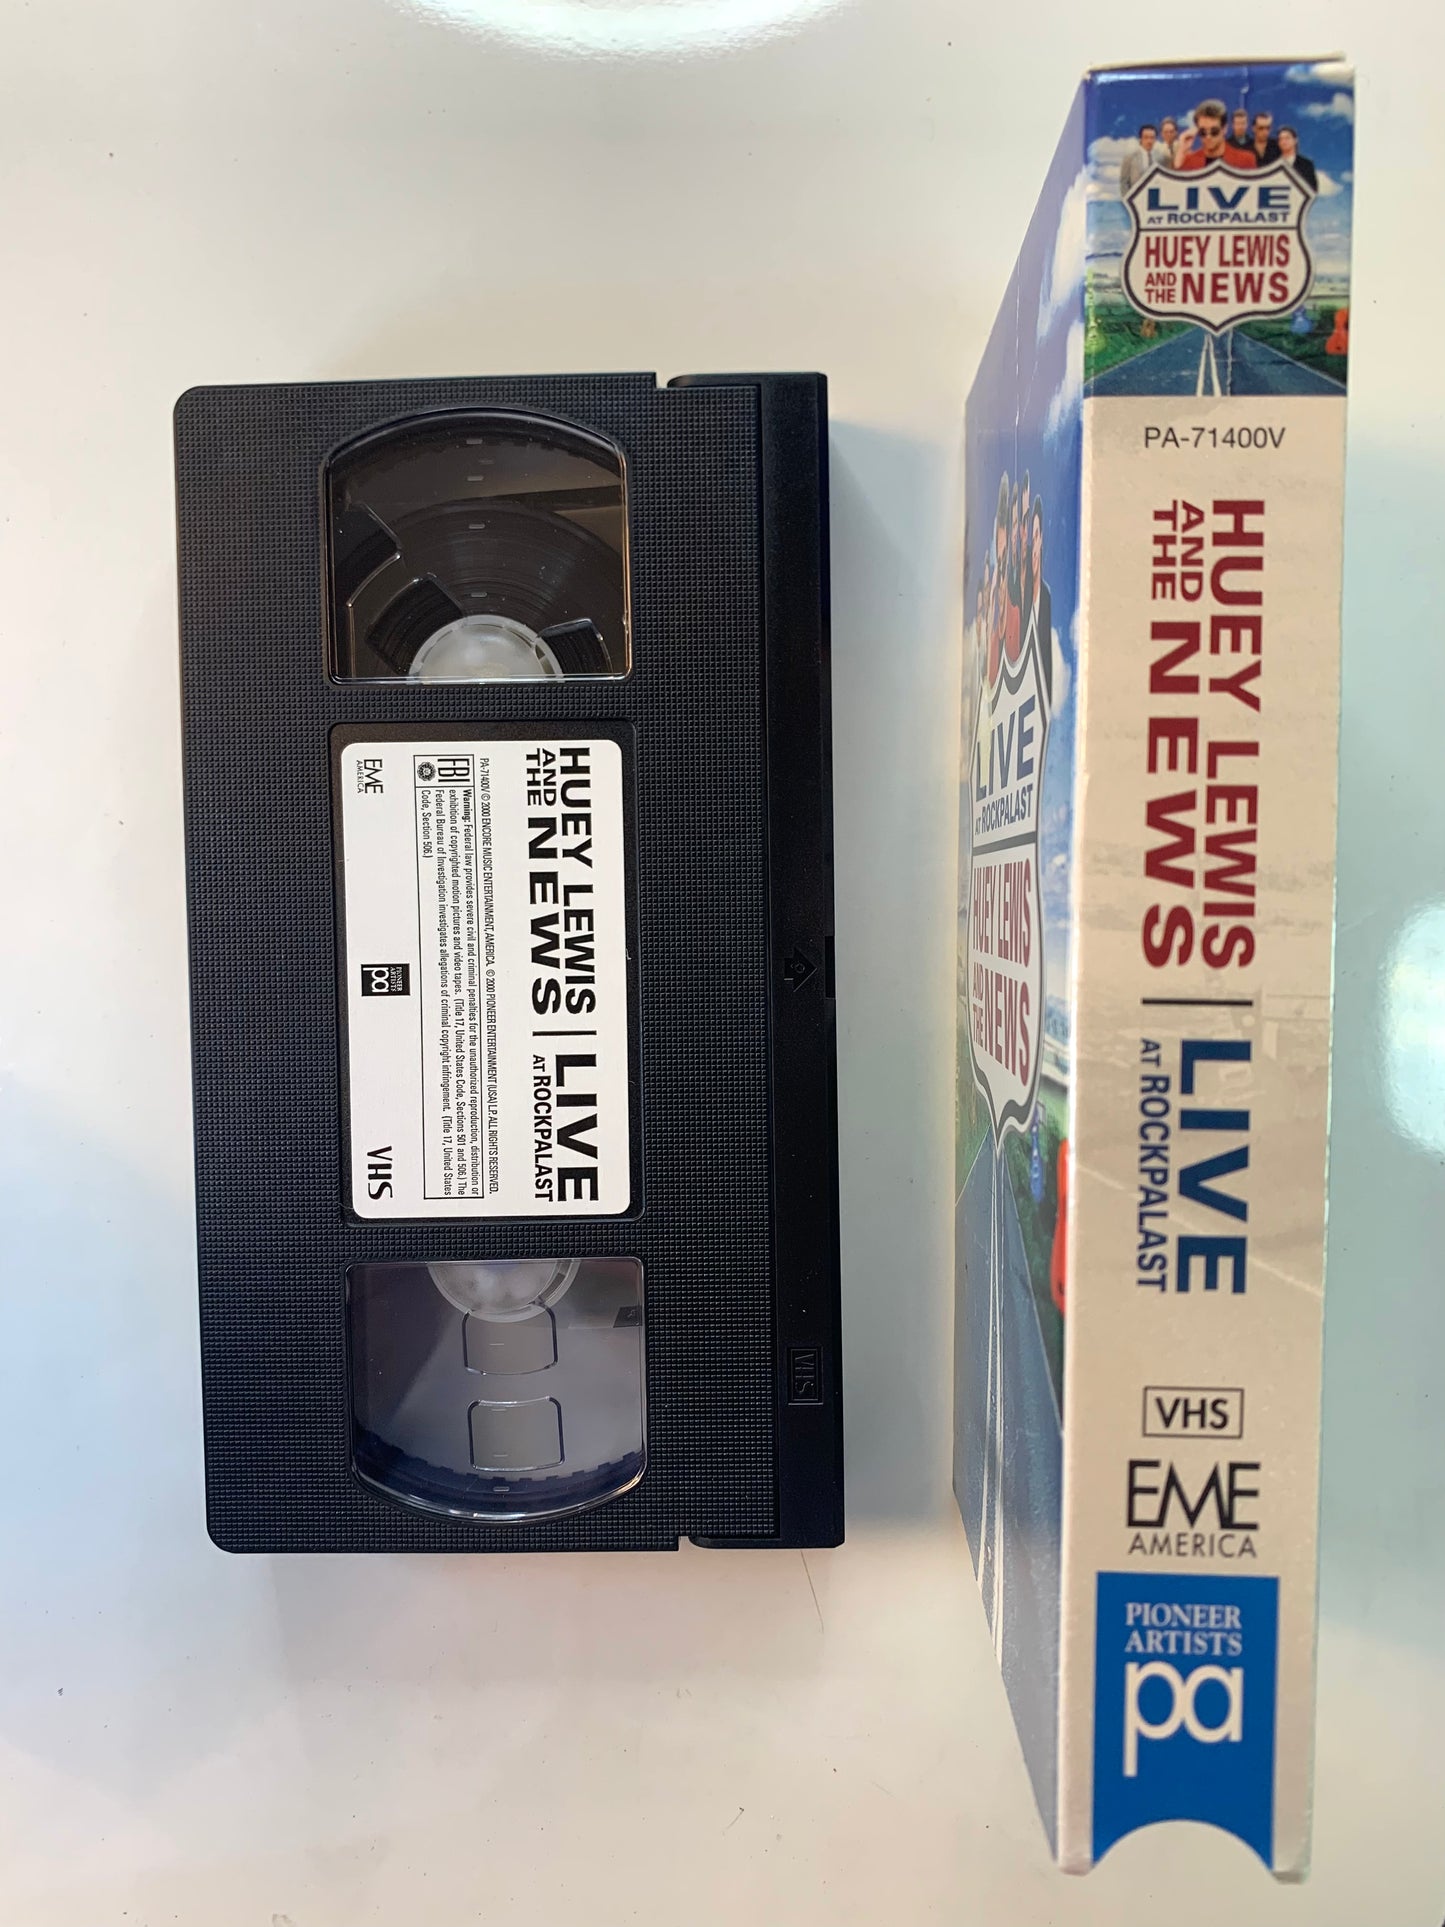 HUEY LEWIS
AND THE NEWS
LIVE
AT ROCKPALAST
PA-71400V © 2000 ENCORE MUSIC ENTERTAINMENT, AMERICA. © 2000 PIONEER ENTERTAINMENT (USA) L.P. ALL RIGHTS RESERVED.
FBI
Warning: Federal law provides severe civil and criminal penalties for the unauthorized reproduction, distribution or
exhibition of copyrighted motion pictures and video tapes. (Title 17, United States Code, Sections 501 and 506.) The
Federal Bureau of Investigation investigates allegations of criminal copyright infringement. (Title 17, United States
Code, Section 506.)
EME
AMERICA
PIONEER
ARTISTS
pa
VHS
VHS
LIVE
AT ROCKPALAST
HUEY LEWIS
AND
THE NEWS
LIVE
AT ROCKPALAST
HUEY LEWIS
AND
THE NEWS
PA-71400V
HUEY LEWIS
AND
THE NEWS
LIVE
AT ROCKPALAST
VHS
EME
AMERICA
PIONEER
ARTISTS
pa